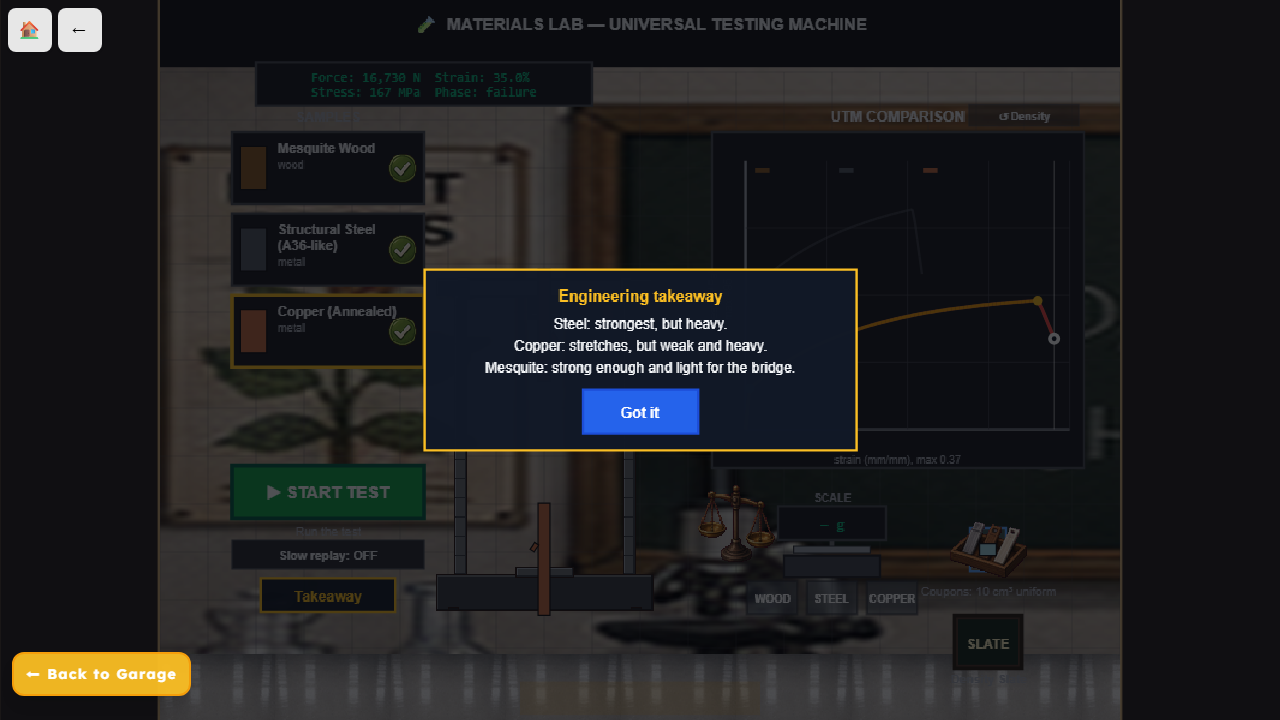 MATERIALS LAB — UNIVERSAL TESTING MACHINE
Force: 16,730 N Strain: 35.0%
Stress: 167 MPa Phase: failure
Mesquite Wood
wood
Structural Steel
(A36-like)
metal
Copper (Annealed)
metal
UTM COMPARISON
↺ Density
Engineering takeaway
Steel: strongest, but heavy.
Copper: stretches, but weak and heavy.
Mesquite: strong enough and light for the bridge.
Got it
strain (mm/mm), max 0.37
▶ START TEST
Run the test
Slow replay: OFF
Takeaway
SCALE
– g
WOOD
STEEL
COPPER
Coupons: 10 cm³ uniform
SLATE
← Back to Garage